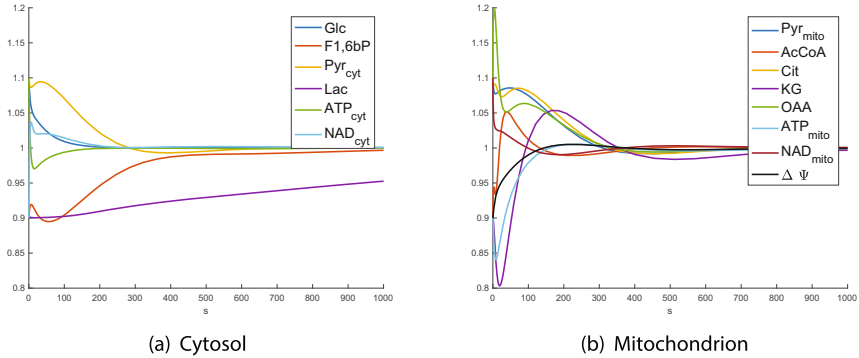 1.2
1.15
1.1
1.05
1
0.95
0.9
0.85
0.8
0 100 200 300 400 500 600 700 800 900 1000
s
Glc
F1,6bP
Pyr_cyt
Lac
ATP_cyt
NAD_cyt
(a) Cytosol
1.2
1.15
1.1
1.05
1
0.95
0.9
0.85
0.8
0 100 200 300 400 500 600 700 800 900 1000
s
Pyr_mito
AcCoA
Cit
KG
OAA
ATP_mito
NAD_mito
Δ Ψ
(b) Mitochondrion